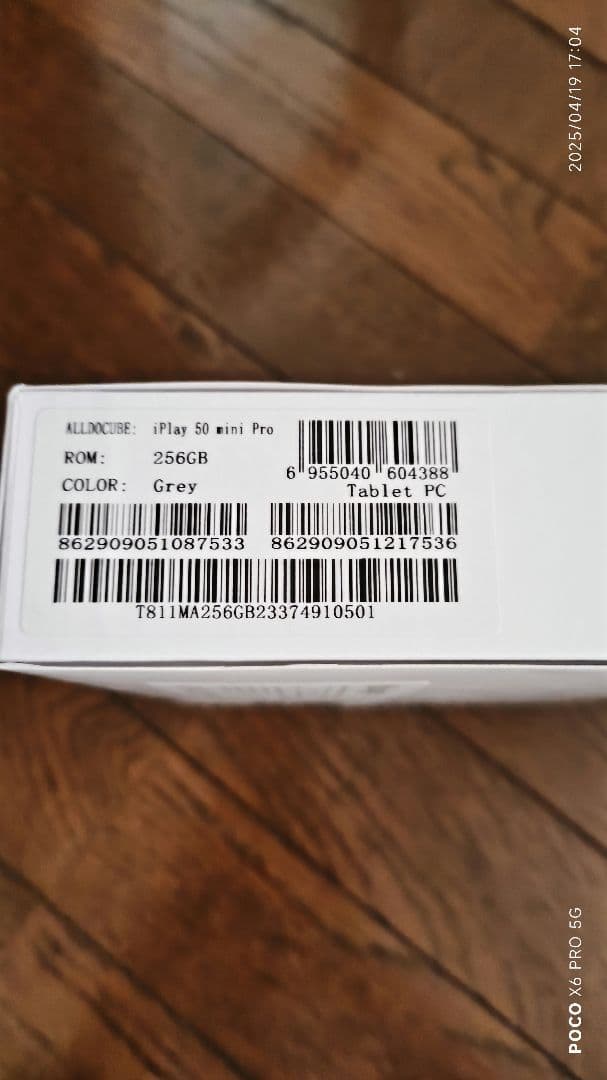 ALLDOCUBE: iPlay 50 mini Pro
ROM: 256GB
COLOR: Grey
6 955040 604388
Tablet PC
862909051087533 862909051217536
T811MA256GB23374910501
2025/04/19 17:04
POCO X6 PRO 5G